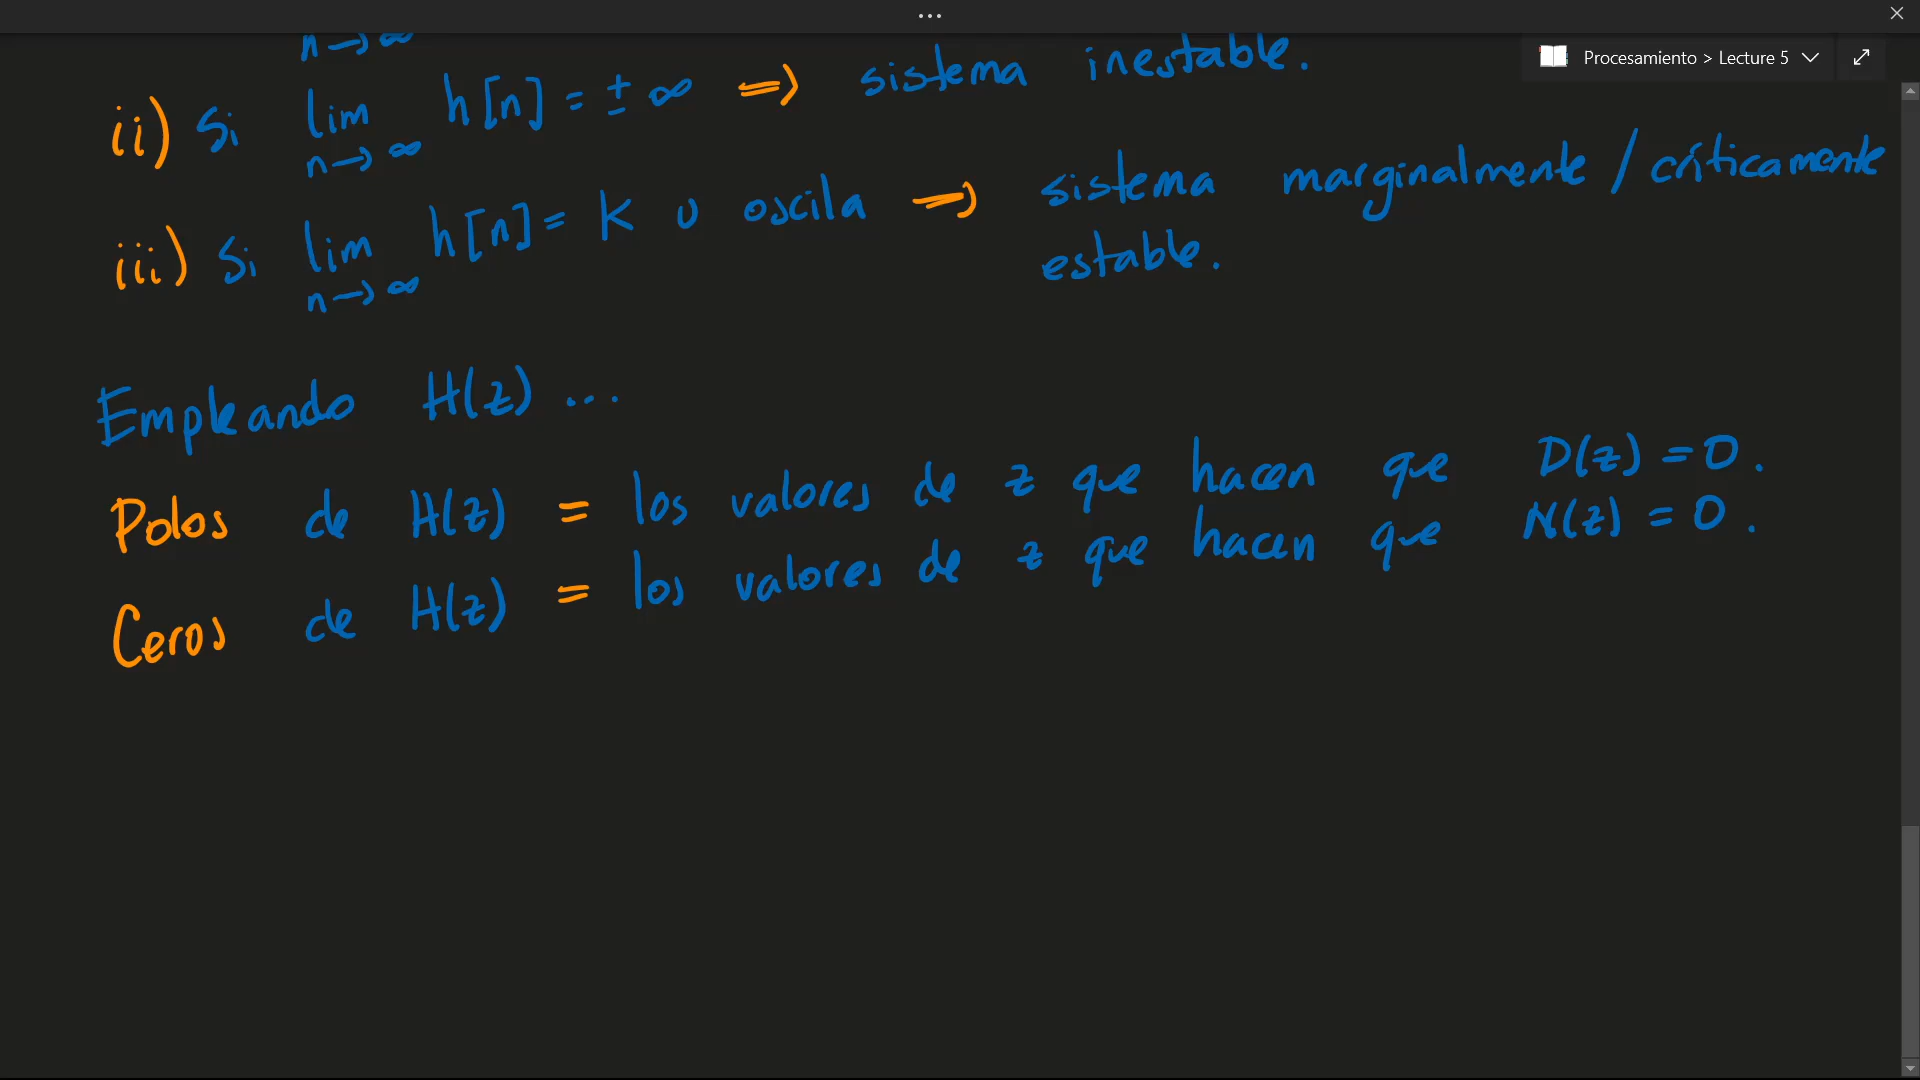 Procesamiento > Lecture 5
n→∞
ii) Si lim h[n] = ± ∞ ⟹ sistema inestable.
n→∞
iii) Si lim h[n] = K u oscila ⟹ sistema marginalmente / críticamente
n→∞ estable.
Empleando H(z) ...
Polos de H(z) = los valores de z que hacen que D(z) = 0.
Ceros de H(z) = los valores de z que hacen que N(z) = 0.